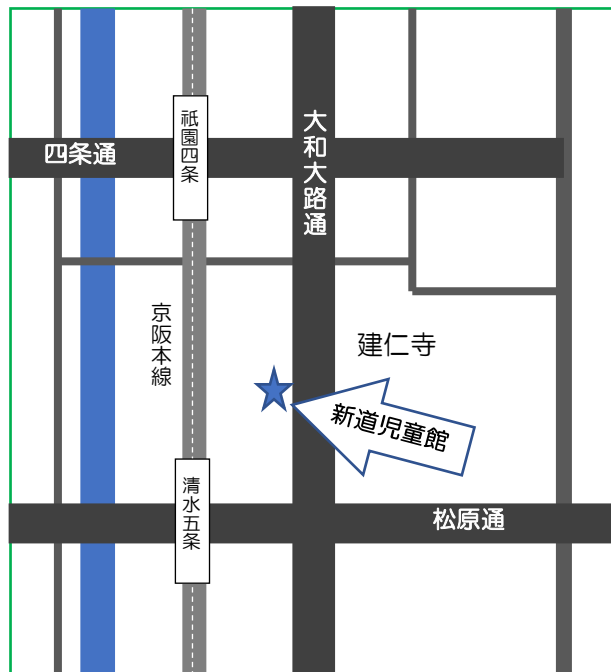 祇園四条
大和大路通
四条通
京阪本線
建仁寺
新道児童館
清水五条
松原通